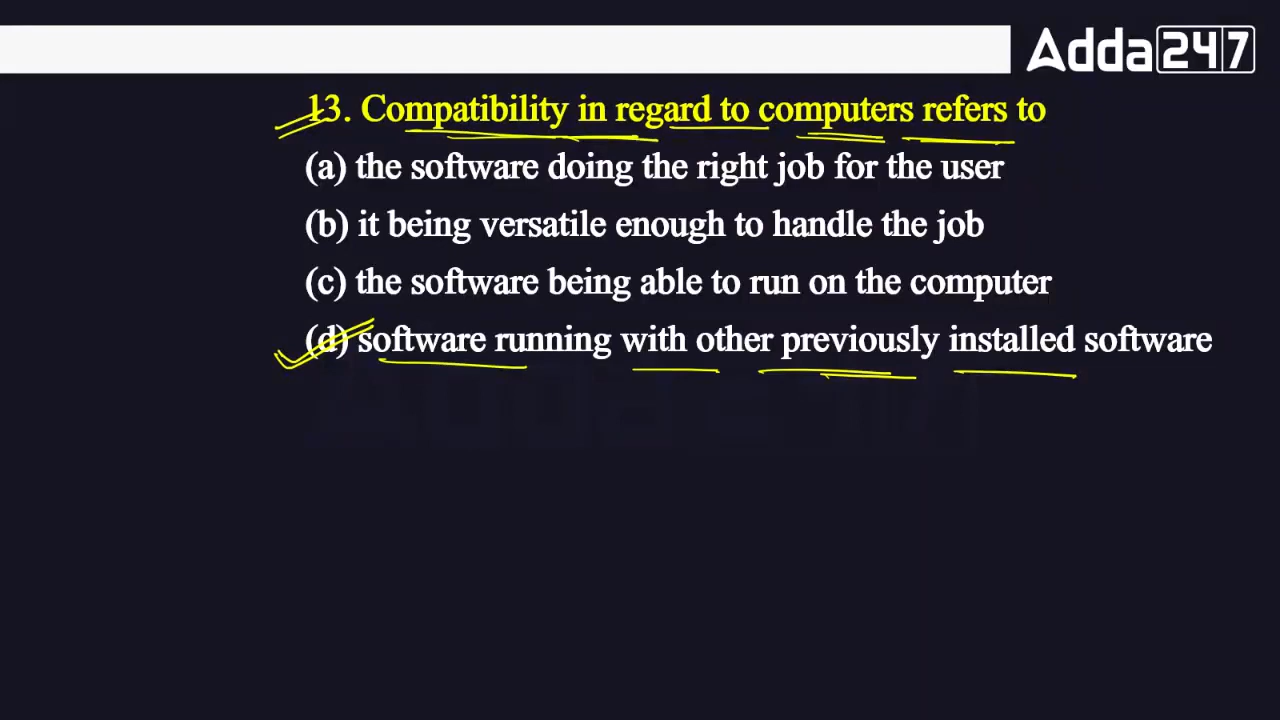 Adda247
13. Compatibility in regard to computers refers to
(a) the software doing the right job for the user
(b) it being versatile enough to handle the job
(c) the software being able to run on the computer
(d) software running with other previously installed software